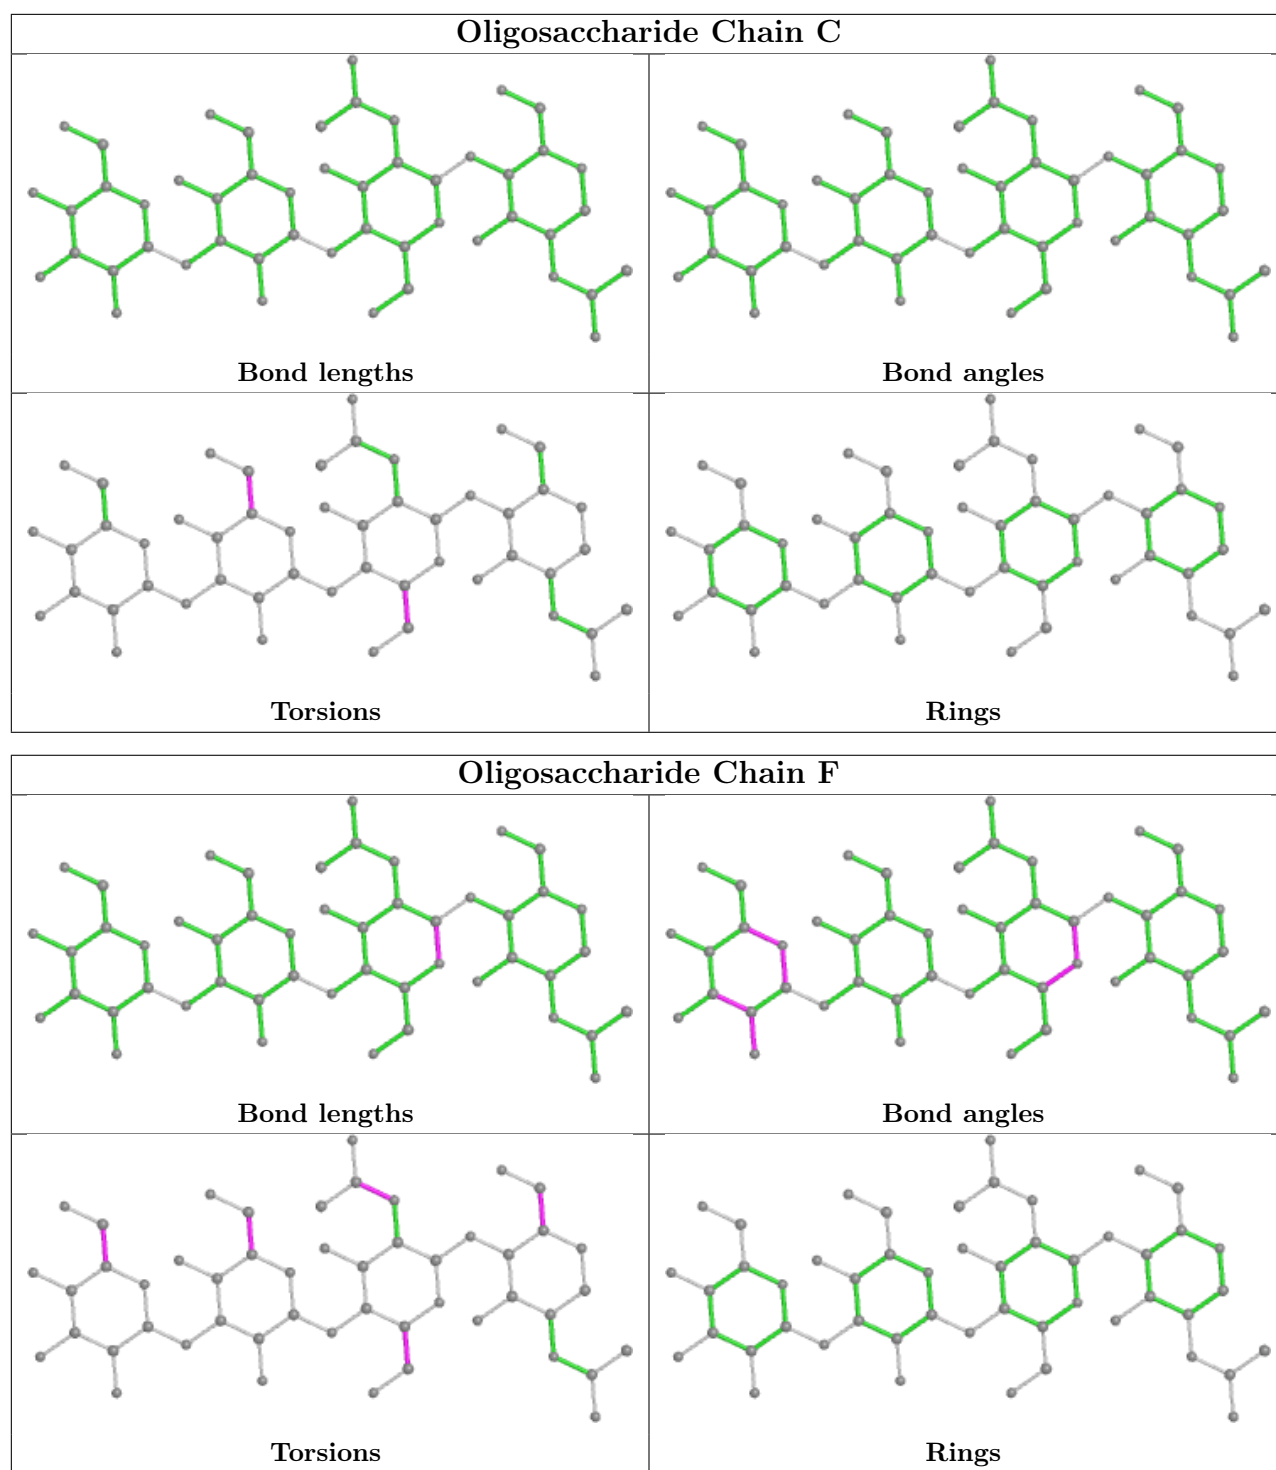 Oligosaccharide Chain C
Bond lengths
Bond angles
Torsions
Rings
Oligosaccharide Chain F
Bond lengths
Bond angles
Torsions
Rings